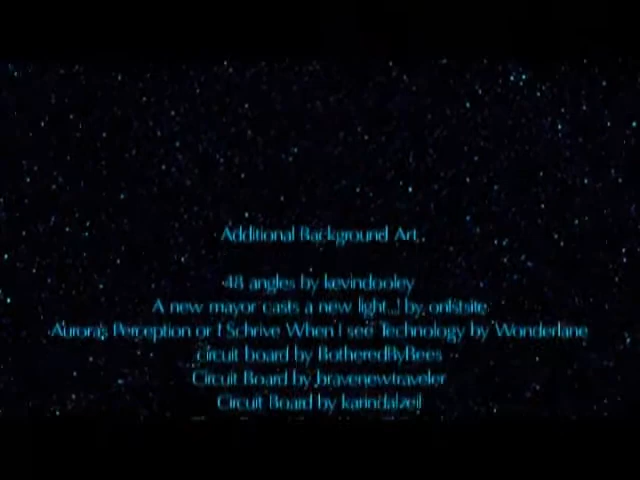 Additional Background Art
48 angles by kevindooley
A new mayor casts a new light...! by on1stsite
Aurora's Perception or I Schrive When I see Technology by Wonderlane
circuit board by BotheredByBees
Circuit Board by bravenewtraveler
Circuit Board by karindalziel